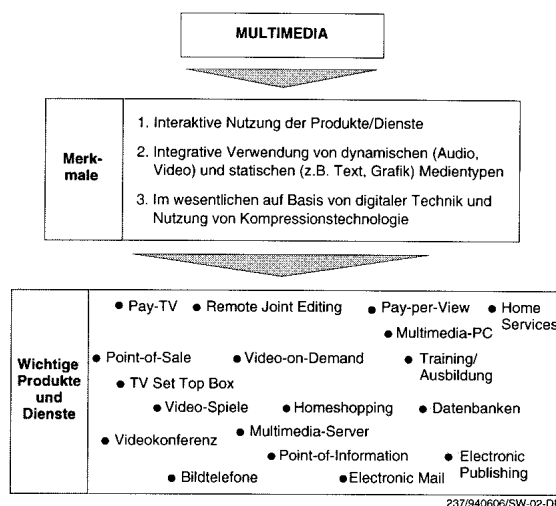 MULTIMEDIA
Merk-
male
1. Interaktive Nutzung der Produkte/Dienste
2. Integrative Verwendung von dynamischen (Audio,
Video) und statischen (z.B. Text, Grafik) Medientypen
3. Im wesentlichen auf Basis von digitaler Technik und
Nutzung von Kompressionstechnologie
Wichtige
Produkte
und
Dienste
• Pay-TV • Remote Joint Editing • Pay-per-View • Home
Services
• Multimedia-PC
• Point-of-Sale • Video-on-Demand • Training/
Ausbildung
• TV Set Top Box
• Video-Spiele • Homeshopping • Datenbanken
• Videokonferenz • Multimedia-Server
• Point-of-Information • Electronic
Publishing
• Bildtelefone • Electronic Mail
237/940606/SW-02-DI